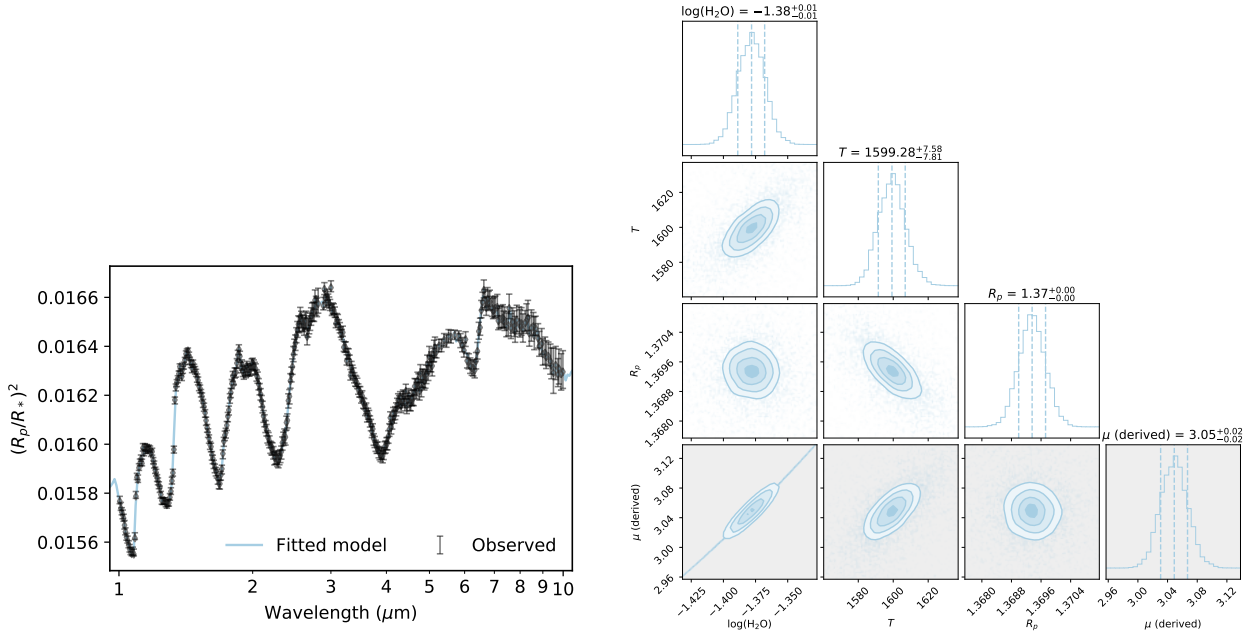 0.0166
0.0164
0.0162
0.0160
0.0158
0.0156
(R_p/R_*)^2
Fitted model
Observed
1 2 3 4 5 6 7 8 9 10
Wavelength (μm)
log(H₂O) = −1.38^{+0.01}_{−0.01}
T = 1599.28^{+7.58}_{−7.81}
1620
1600
1580
T
R_p = 1.37^{+0.00}_{−0.00}
1.3704
1.3696
1.3688
1.3680
R_p
μ (derived) = 3.05^{+0.02}_{−0.02}
3.12
3.08
3.04
3.00
2.96
μ (derived)
−1.425 −1.400 −1.375 −1.350
log(H₂O)
1580 1600 1620
T
1.3680 1.3688 1.3696 1.3704
R_p
2.96 3.00 3.04 3.08 3.12
μ (derived)